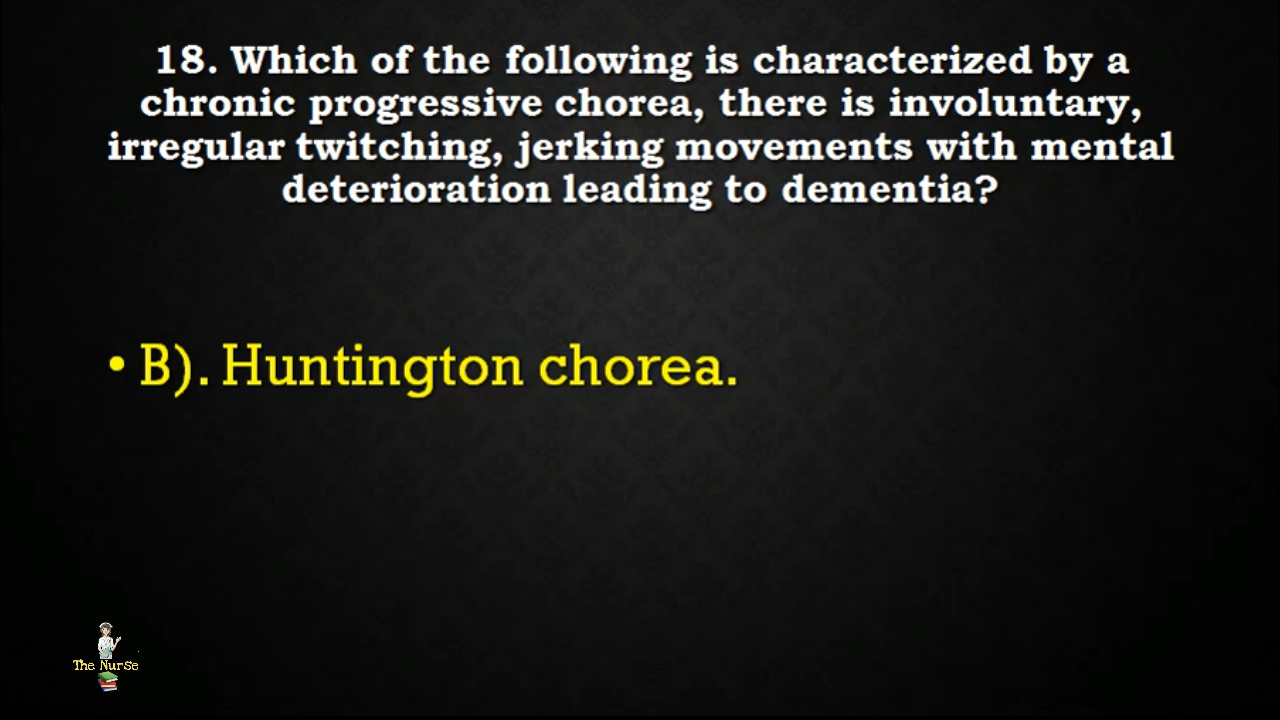 18. Which of the following is characterized by a
chronic progressive chorea, there is involuntary,
irregular twitching, jerking movements with mental
deterioration leading to dementia?
• B). Huntington chorea.
The Nurse